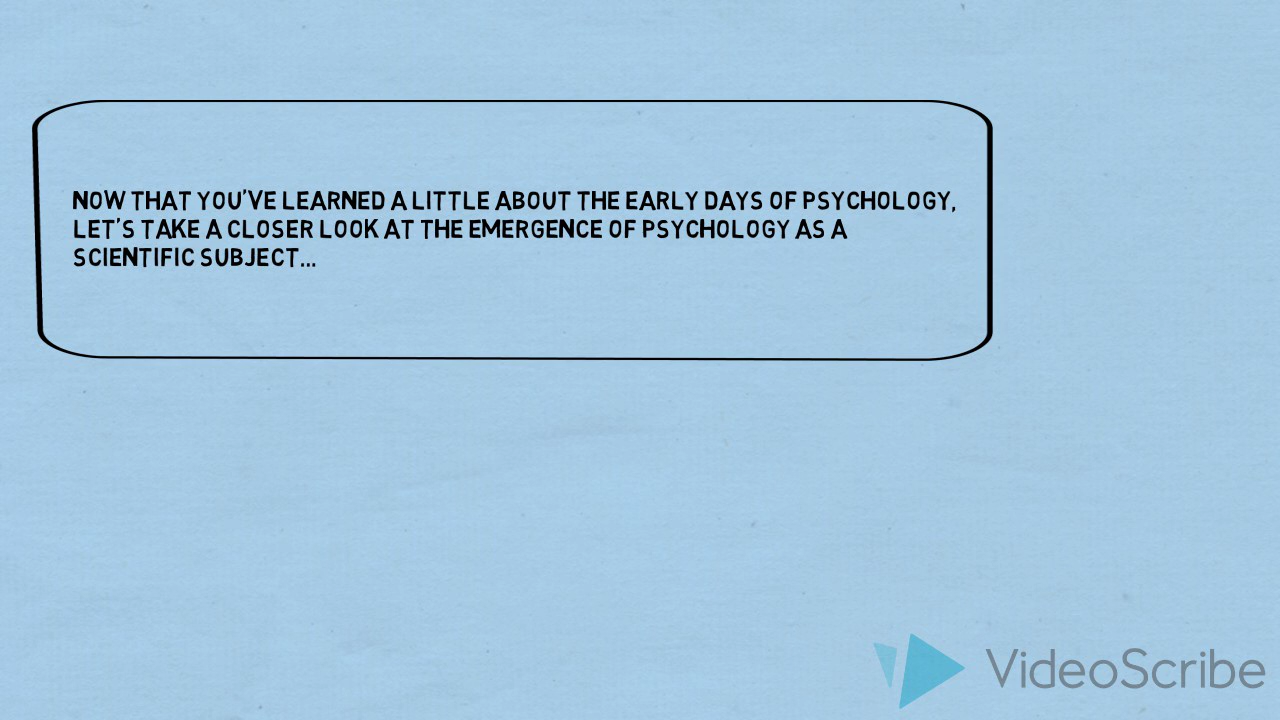 NOW THAT YOU'VE LEARNED A LITTLE ABOUT THE EARLY DAYS OF PSYCHOLOGY,
LET'S TAKE A CLOSER LOOK AT THE EMERGENCE OF PSYCHOLOGY AS A
SCIENTIFIC SUBJECT...
VideoScribe